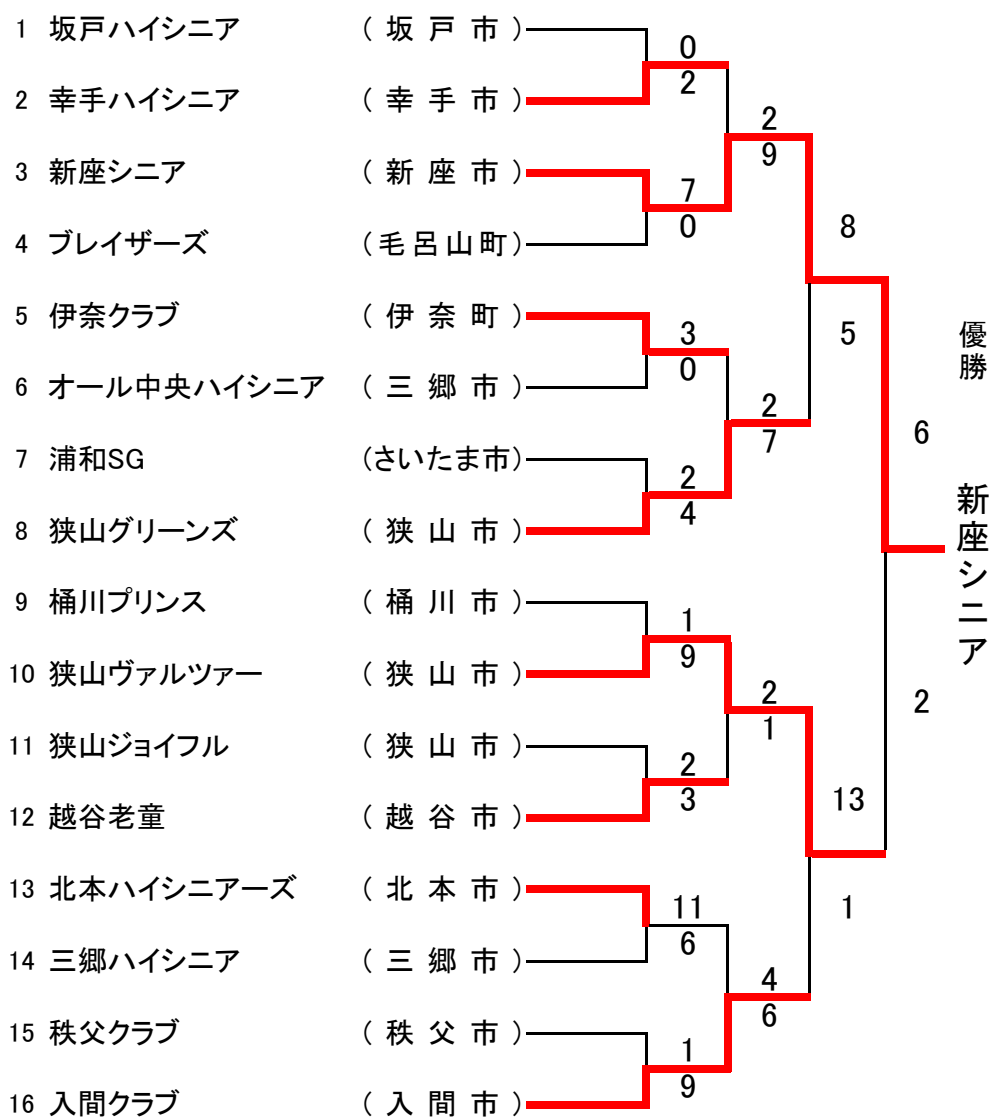 1 坂戸ハイシニア (坂戸市)
0
2
2 幸手ハイシニア (幸手市)
2
9
3 新座シニア (新座市)
7
0
4 ブレイザーズ (毛呂山町)
8
5
5 伊奈クラブ (伊奈町)
3
0
6 オール中央ハイシニア (三郷市)
2
7
7 浦和SG (さいたま市)
2
4
8 狭山グリーンズ (狭山市)
6
2
優勝
新座シニア
9 桶川プリンス (桶川市)
1
9
10 狭山ヴァルツァー (狭山市)
2
1
11 狭山ジョイフル (狭山市)
2
3
12 越谷老童 (越谷市)
13
1
13 北本ハイシニアーズ (北本市)
11
6
14 三郷ハイシニア (三郷市)
4
6
15 秩父クラブ (秩父市)
1
9
16 入間クラブ (入間市)